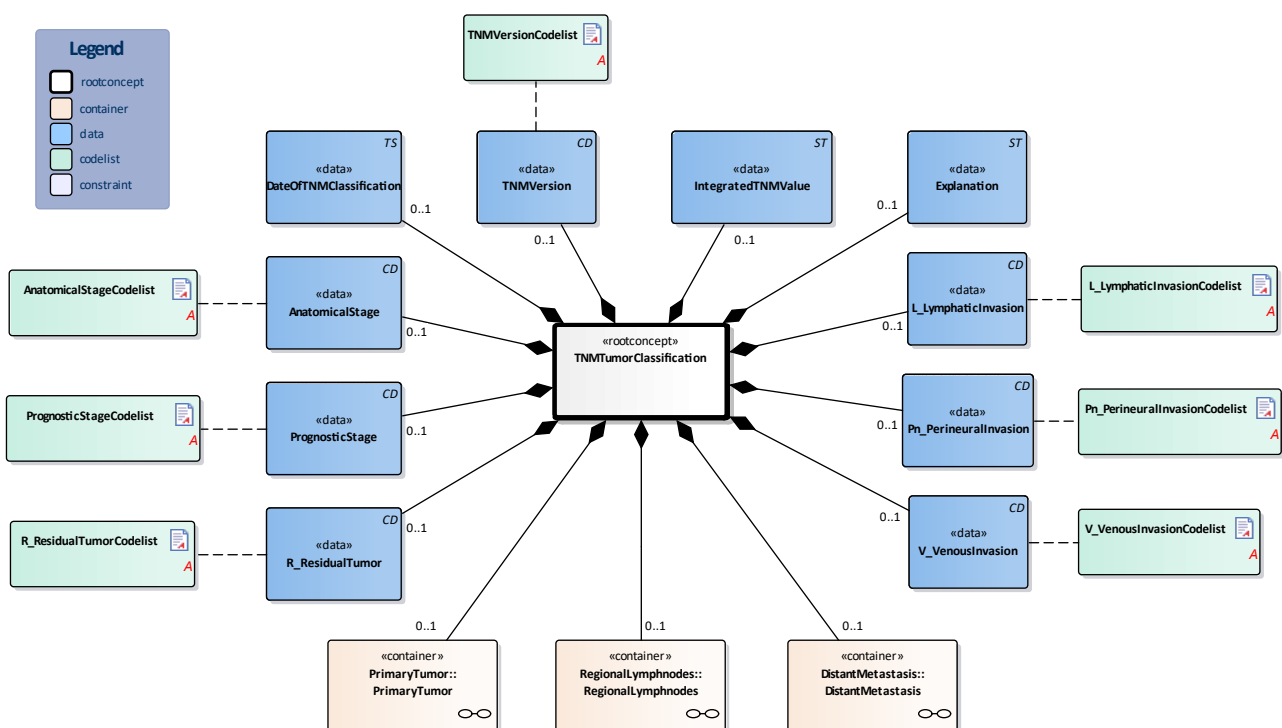 Legend
rootconcept
container
data
codelist
constraint
TNMVersionCodelist
A
TS
«data»
DateOfTNMClassification
0..1
CD
«data»
TNMVersion
0..1
ST
«data»
IntegratedTNMValue
0..1
ST
«data»
Explanation
0..1
AnatomicalStageCodelist
A
CD
«data»
AnatomicalStage
0..1
«rootconcept»
TNMTumorClassification
CD
«data»
L_LymphaticInvasion
0..1
L_LymphaticInvasionCodelist
A
PrognosticStageCodelist
A
CD
«data»
PrognosticStage
0..1
CD
«data»
Pn_PerineuralInvasion
0..1
Pn_PerineuralInvasionCodelist
A
R_ResidualTumorCodelist
A
CD
«data»
R_ResidualTumor
0..1
CD
«data»
V_VenousInvasion
0..1
V_VenousInvasionCodelist
A
0..1
«container»
PrimaryTumor::
PrimaryTumor
0..1
«container»
RegionalLymphnodes::
RegionalLymphnodes
0..1
«container»
DistantMetastasis::
DistantMetastasis